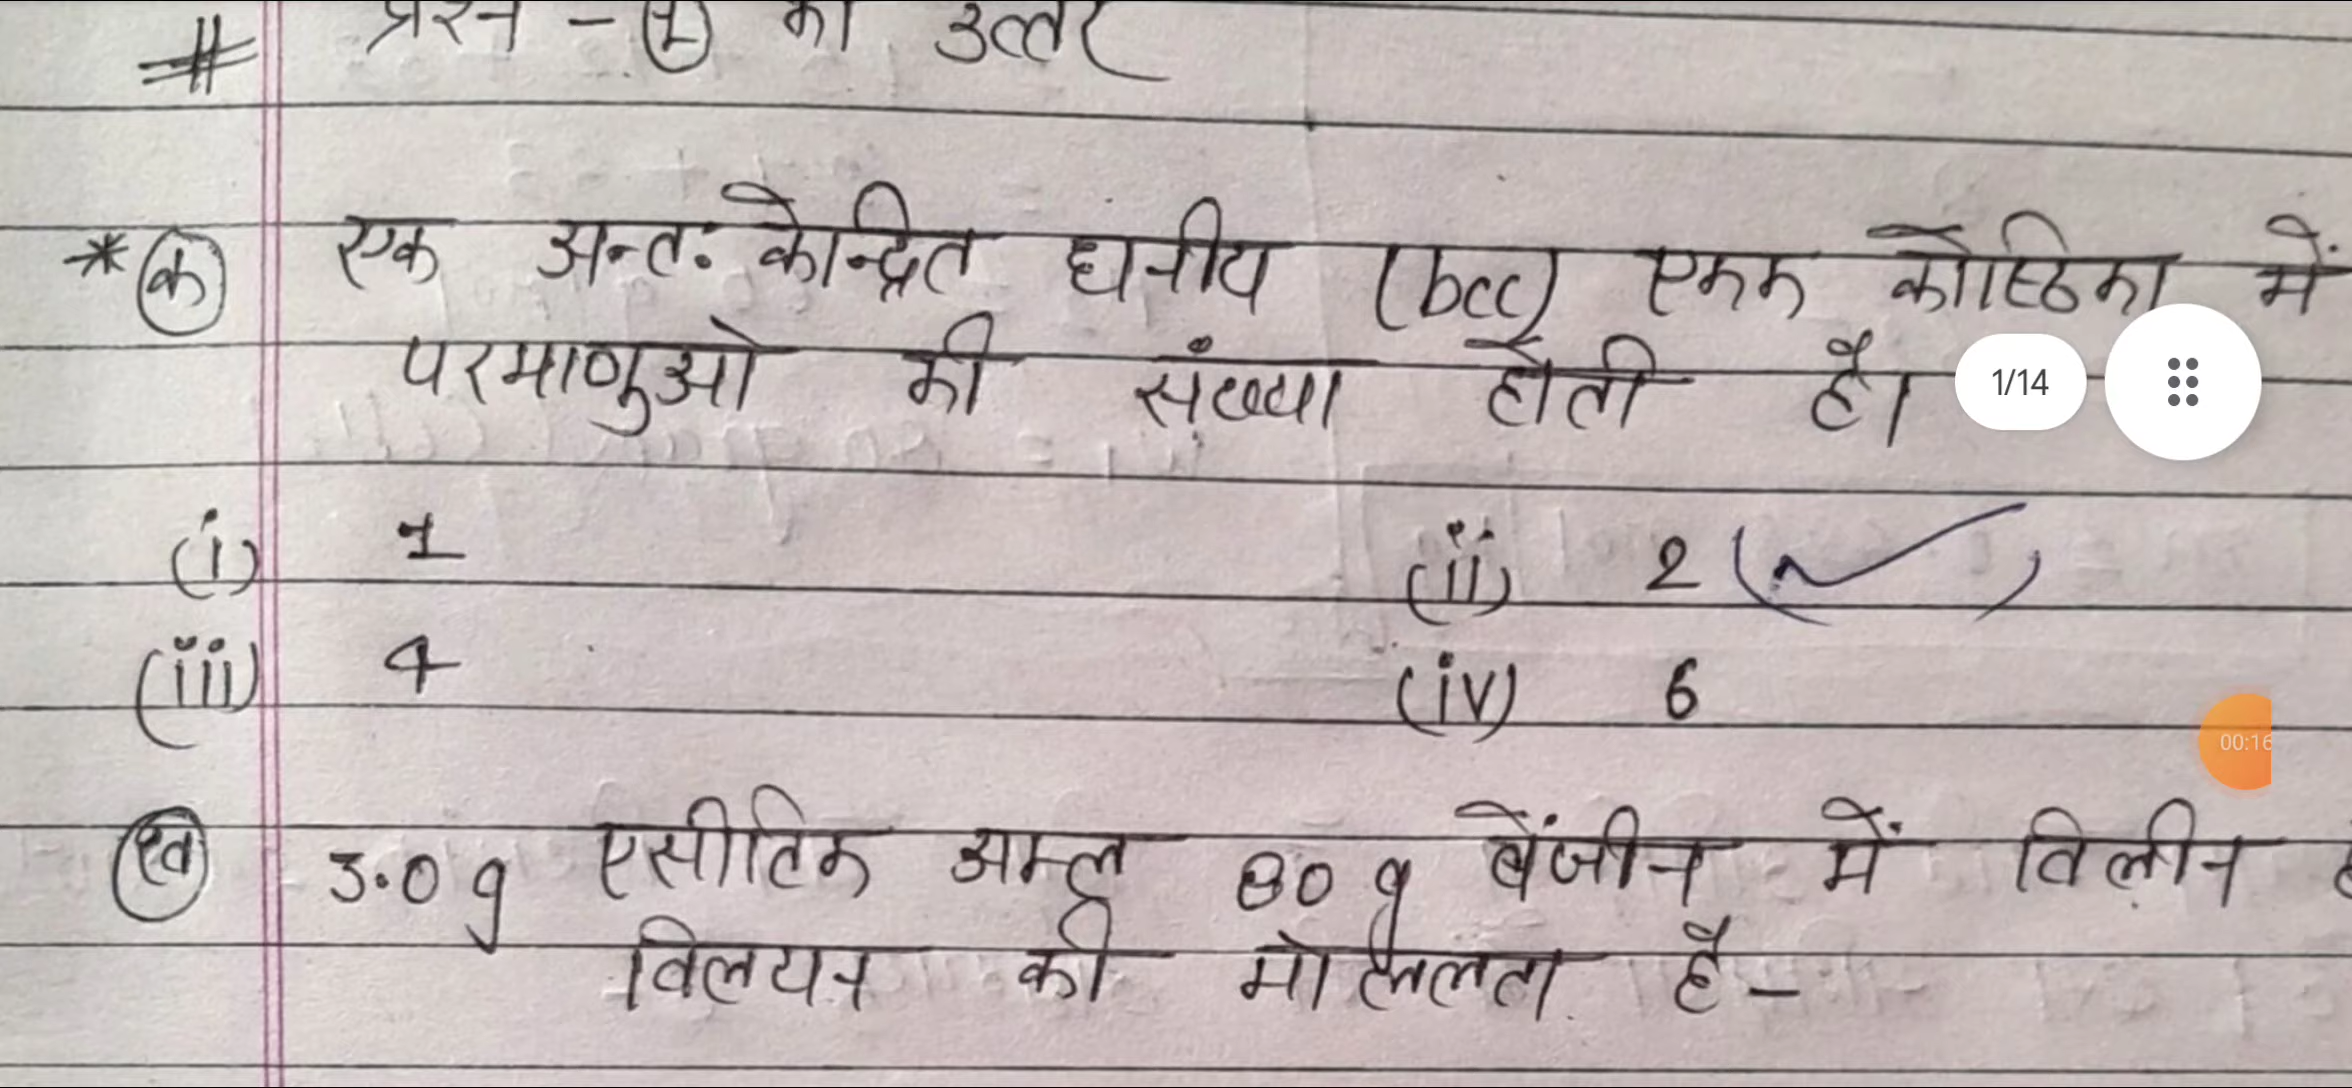 # प्रश्न - ① का उत्तर
* (क) एक अन्तः केन्द्रित घनीय (bcc) एकक कोष्ठिका में
परमाणुओ की संख्या होती है।
1/14
(i) 1 (ii) 2 (✓)
(iii) 4 (iv) 6
00:16
(ख) 3.0 g एसीटिक अम्ल 80 g बेंजीन में विलीन
विलयन की मोललता है -